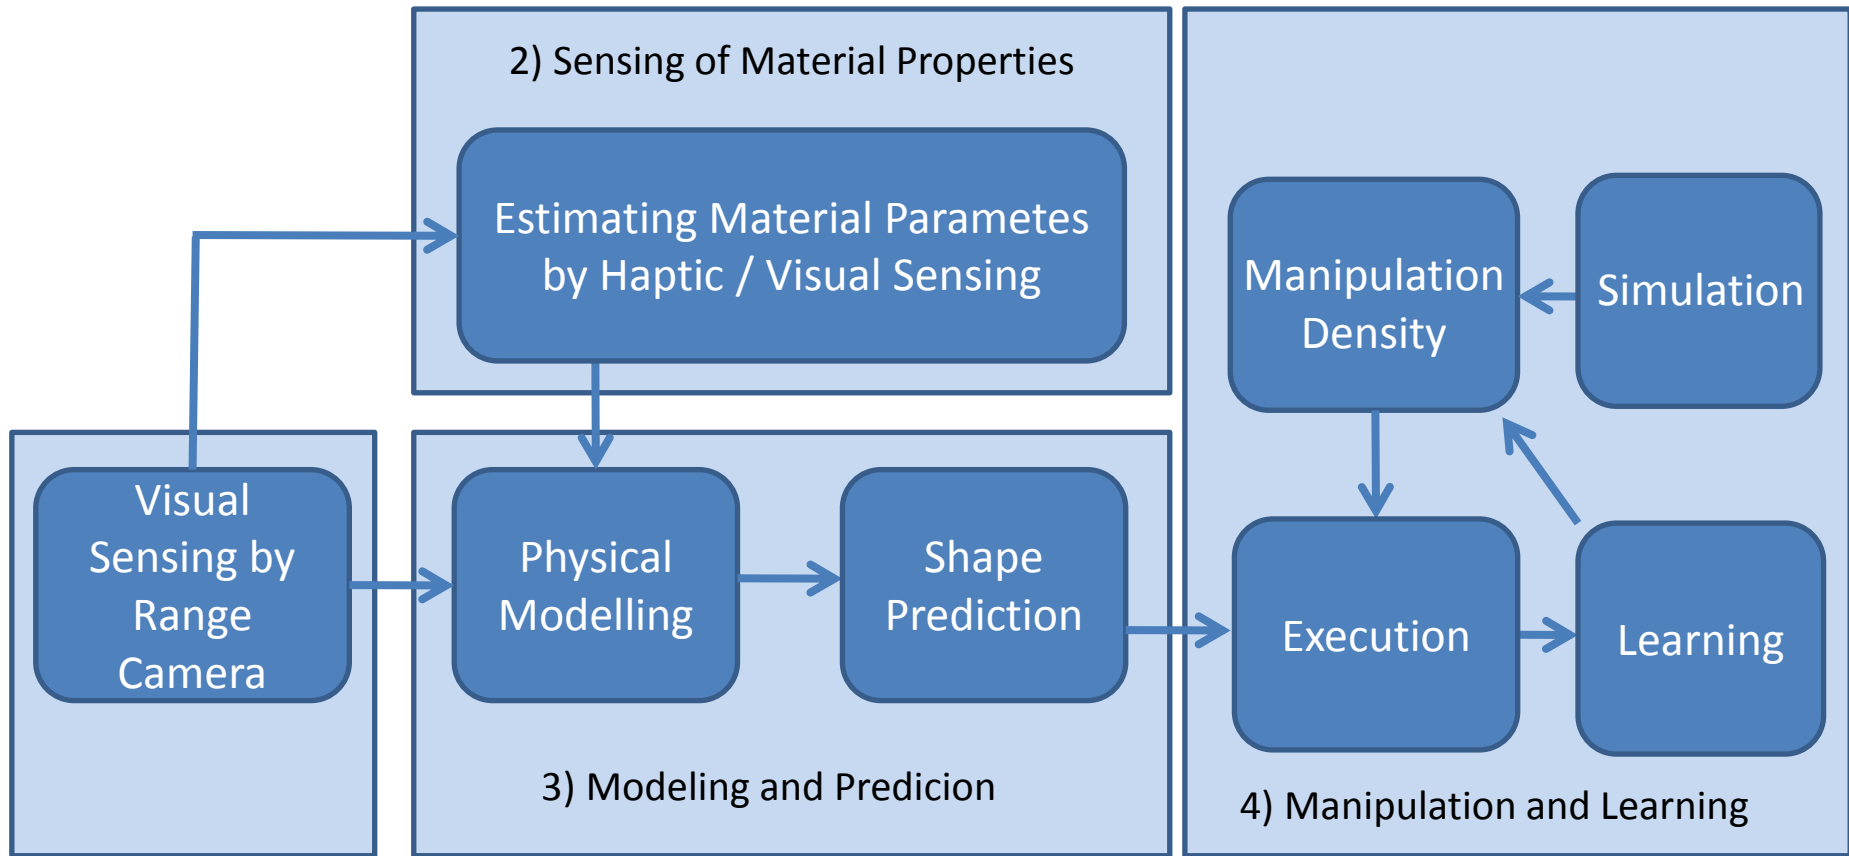 2) Sensing of Material Properties
Estimating Material Parametes
by Haptic / Visual Sensing
Manipulation
Density
Simulation
Visual
Sensing by
Range
Camera
Physical
Modelling
Shape
Prediction
Execution
Learning
3) Modeling and Predicion
4) Manipulation and Learning